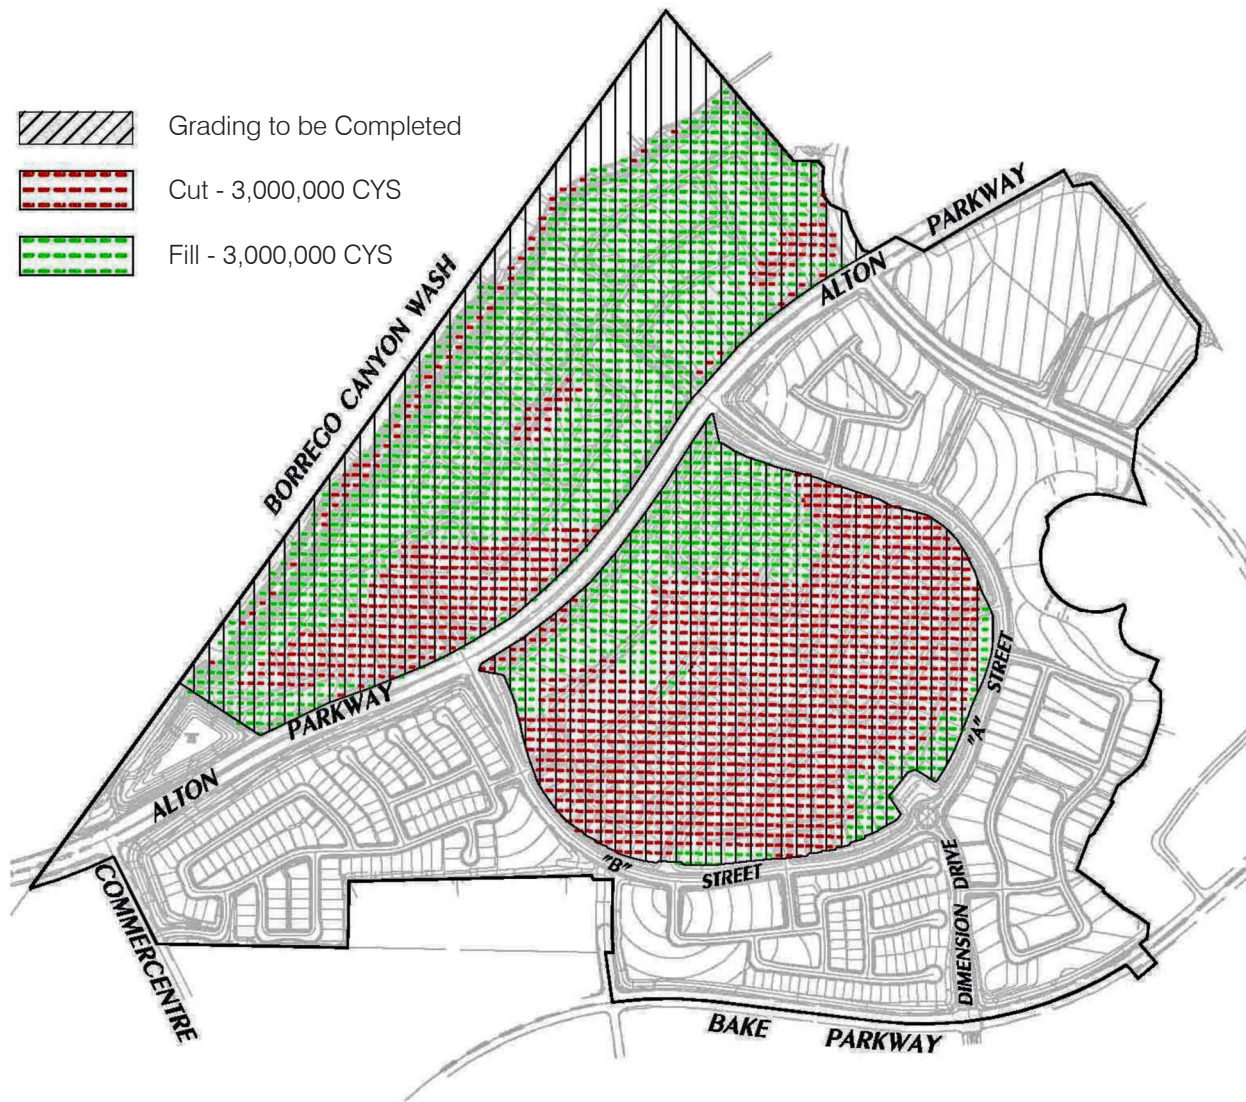 Grading to be Completed
Cut - 3,000,000 CYS
Fill - 3,000,000 CYS
BORREGO CANYON WASH
ALTON
PARKWAY
ALTON
PARKWAY
"A"
STREET
"B"
STREET
DIMENSION DRIVE
COMMERCENTRE
BAKE PARKWAY